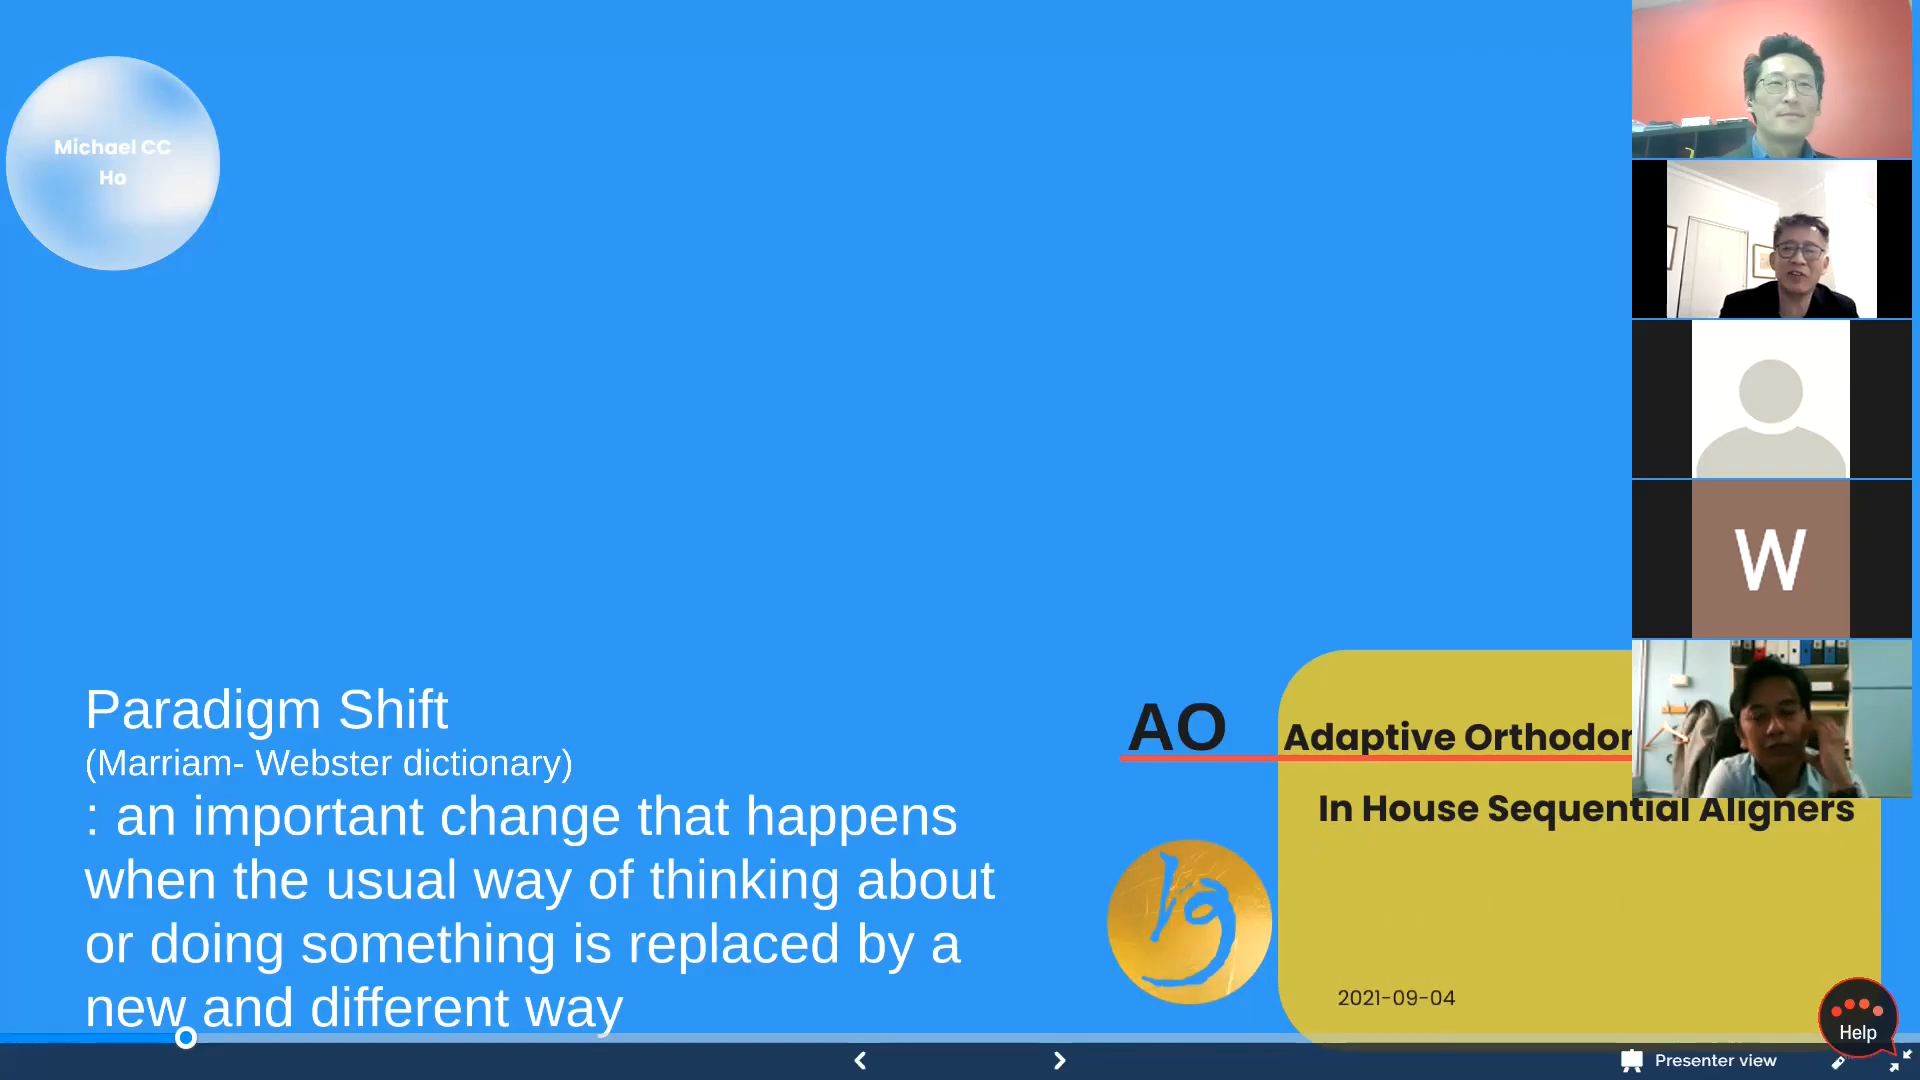 Michael CC
Ho
Paradigm Shift
(Marriam- Webster dictionary)
: an important change that happens
when the usual way of thinking about
or doing something is replaced by a
new and different way
AO
Adaptive Orthodon
In House Sequential Aligners
2021-09-04
W
Help
Presenter view